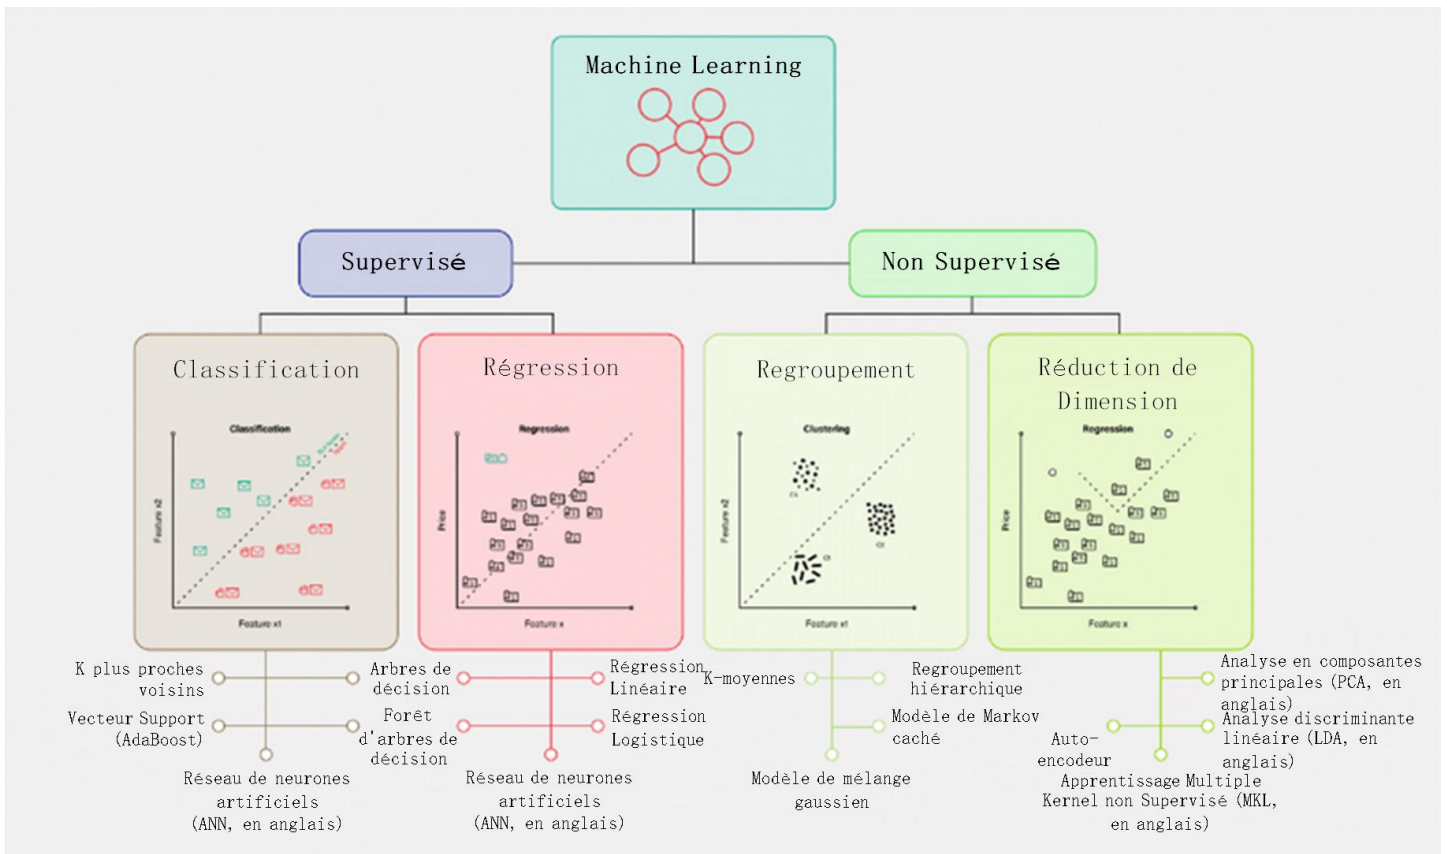 Machine Learning
Supervisé
Non Supervisé
Classification
Classification
Feature x2
Feature x1
Régression
Regression
Price
Feature x
Regroupement
Clustering
Feature x2
Feature x1
Réduction de
Dimension
Regression
Price
Feature x
K plus proches
voisins
Vecteur Support
(AdaBoost)
Réseau de neurones
artificiels
(ANN, en anglais)
Arbres de
décision
Forêt
d'arbres de
décision
Régression
Linéaire
Régression
Logistique
Réseau de neurones
artificiels
(ANN, en anglais)
K-moyennes
Regroupement
hiérarchique
Modèle de Markov
caché
Modèle de mélange
gaussien
Analyse en composantes
principales (PCA, en
anglais)
Analyse discriminante
linéaire (LDA, en
anglais)
Auto-
encodeur
Apprentissage Multiple
Kernel non Supervisé (MKL,
en anglais)